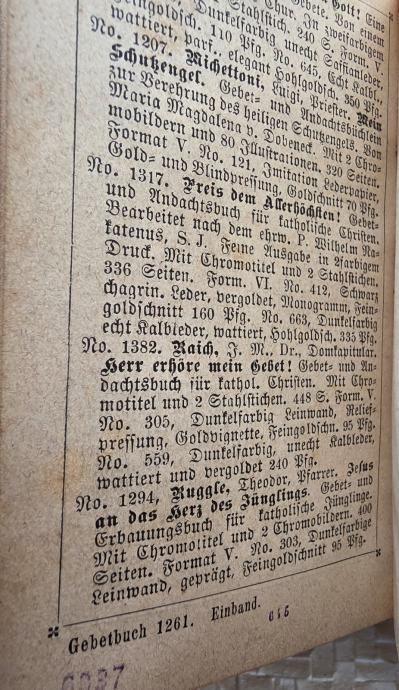 Gott! Eine
Gebete. Von einem
Chur. In zweifarbigem
Stahlstich. 240 S. Form. V.
Dunkelfarbig unecht Saffianleder,
Feingoldsch. 110 Pfg. No. 645, Echt Kalbl.,
wattiert, parf., elegant Hohlgoldsch. 350 Pfg.
No. 1207. Michettoni, Luigi, Priester. Mein
Schutzengel. Gebet- und Andachtsbüchlein
zur Verehrung des heiligen Schutzengels. Von
Maria Magdalena v. Dobeneck. Mit 2 Chro-
mobildern und 80 Illustrationen. 320 Seiten.
Format V. No. 121, Imitation Lederpapier,
Gold- und Blindpressung, Goldschnitt 70 Pfg.
No. 1317. Preis dem Allerhöchsten! Gebet-
und Andachtsbuch für katholische Christen.
Bearbeitet nach dem ehrw. P. Wilhelm Na-
katenus, S. J. Feine Ausgabe in 2farbigem
Druck. Mit Chromotitel und 2 Stahlstichen.
336 Seiten. Form. VI. No. 412, Schwarz
chagrin. Leder, vergoldet, Monogramm, Fein-
goldschnitt 160 Pfg. No. 663, Dunkelfarbig
echt Kalbleder, wattiert, Hohlgoldsch. 335 Pfg.
No. 1382. Raich, J. M., Dr., Domkapitular.
Herr erhöre mein Gebet! Gebet- und An-
dachtsbuch für kathol. Christen. Mit Chro-
motitel und 2 Stahlstichen. 448 S. Form. V.
No. 305, Dunkelfarbig Leinwand, Relief-
pressung, Goldvignette, Feingoldschn. 95 Pfg.
No. 559, Dunkelfarbig, unecht Kalbleder,
wattiert und vergoldet 240 Pfg.
No. 1294, Ruggle, Theodor, Pfarrer. Jesus
an das Herz des Jünglings. Gebet- und
Erbauungsbuch für katholische Jünglinge.
Mit Chromotitel und 2 Chromobildern. 400
Seiten. Format V. No. 303, Dunkelfarbige
Leinwand, geprägt, Feingoldschnitt 95 Pfg.
Gebetbuch 1261. Einband. 645